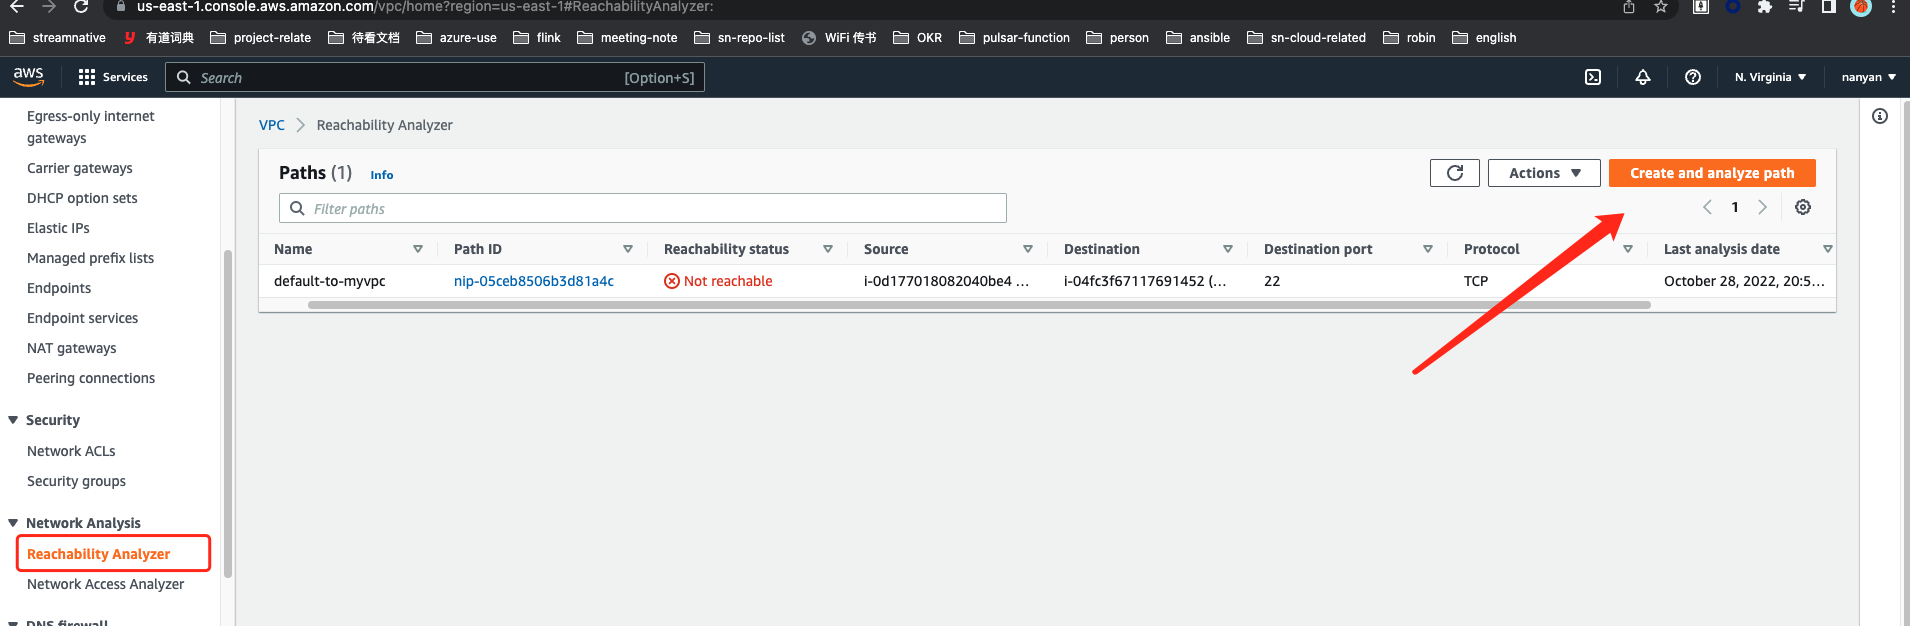 us-east-1.console.aws.amazon.com/vpc/home?region=us-east-1#ReachabilityAnalyzer:
streamnative 有道词典 project-relate 待看文档 azure-use flink meeting-note sn-repo-list WiFi 传书 OKR pulsar-function person ansible sn-cloud-related robin english
aws Services Search [Option+S] N. Virginia nanyan
Egress-only internet
gateways
Carrier gateways
DHCP option sets
Elastic IPs
Managed prefix lists
Endpoints
Endpoint services
NAT gateways
Peering connections
Security
Network ACLs
Security groups
Network Analysis
Reachability Analyzer
Network Access Analyzer
DNS firewall
VPC > Reachability Analyzer
Paths (1) Info Actions Create and analyze path
Filter paths 1
Name Path ID Reachability status Source Destination Destination port Protocol Last analysis date
default-to-myvpc nip-05ceb8506b3d81a4c Not reachable i-0d177018082040be4 ... i-04fc3f67117691452 (... 22 TCP October 28, 2022, 20:5...